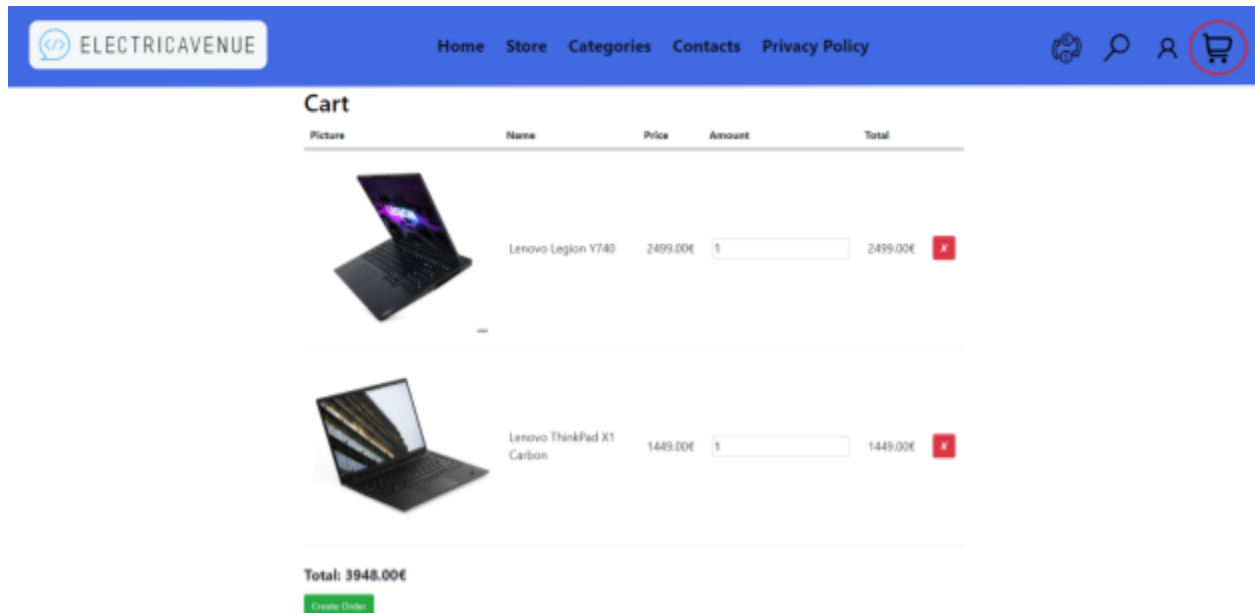 ELECTRICAVENUE Home Store Categories Contacts Privacy Policy
Cart
Picture Name Price Amount Total
LEGION
Lenovo Legion Y740 2499.00€ 1 2499.00€ X
Lenovo ThinkPad X1
Carbon
1449.00€ 1 1449.00€ X
Total: 3948.00€
Create Order